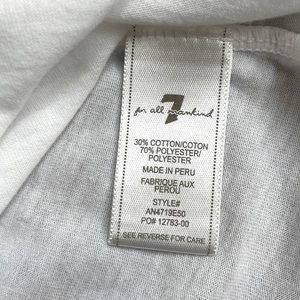 7
for all mankind
30% COTTON/COTON
70% POLYESTER/
POLYESTER
MADE IN PERU
FABRIQUE AUX
PEROU
STYLE#
AN4719E50
PO# 12783-00
SEE REVERSE FOR CARE